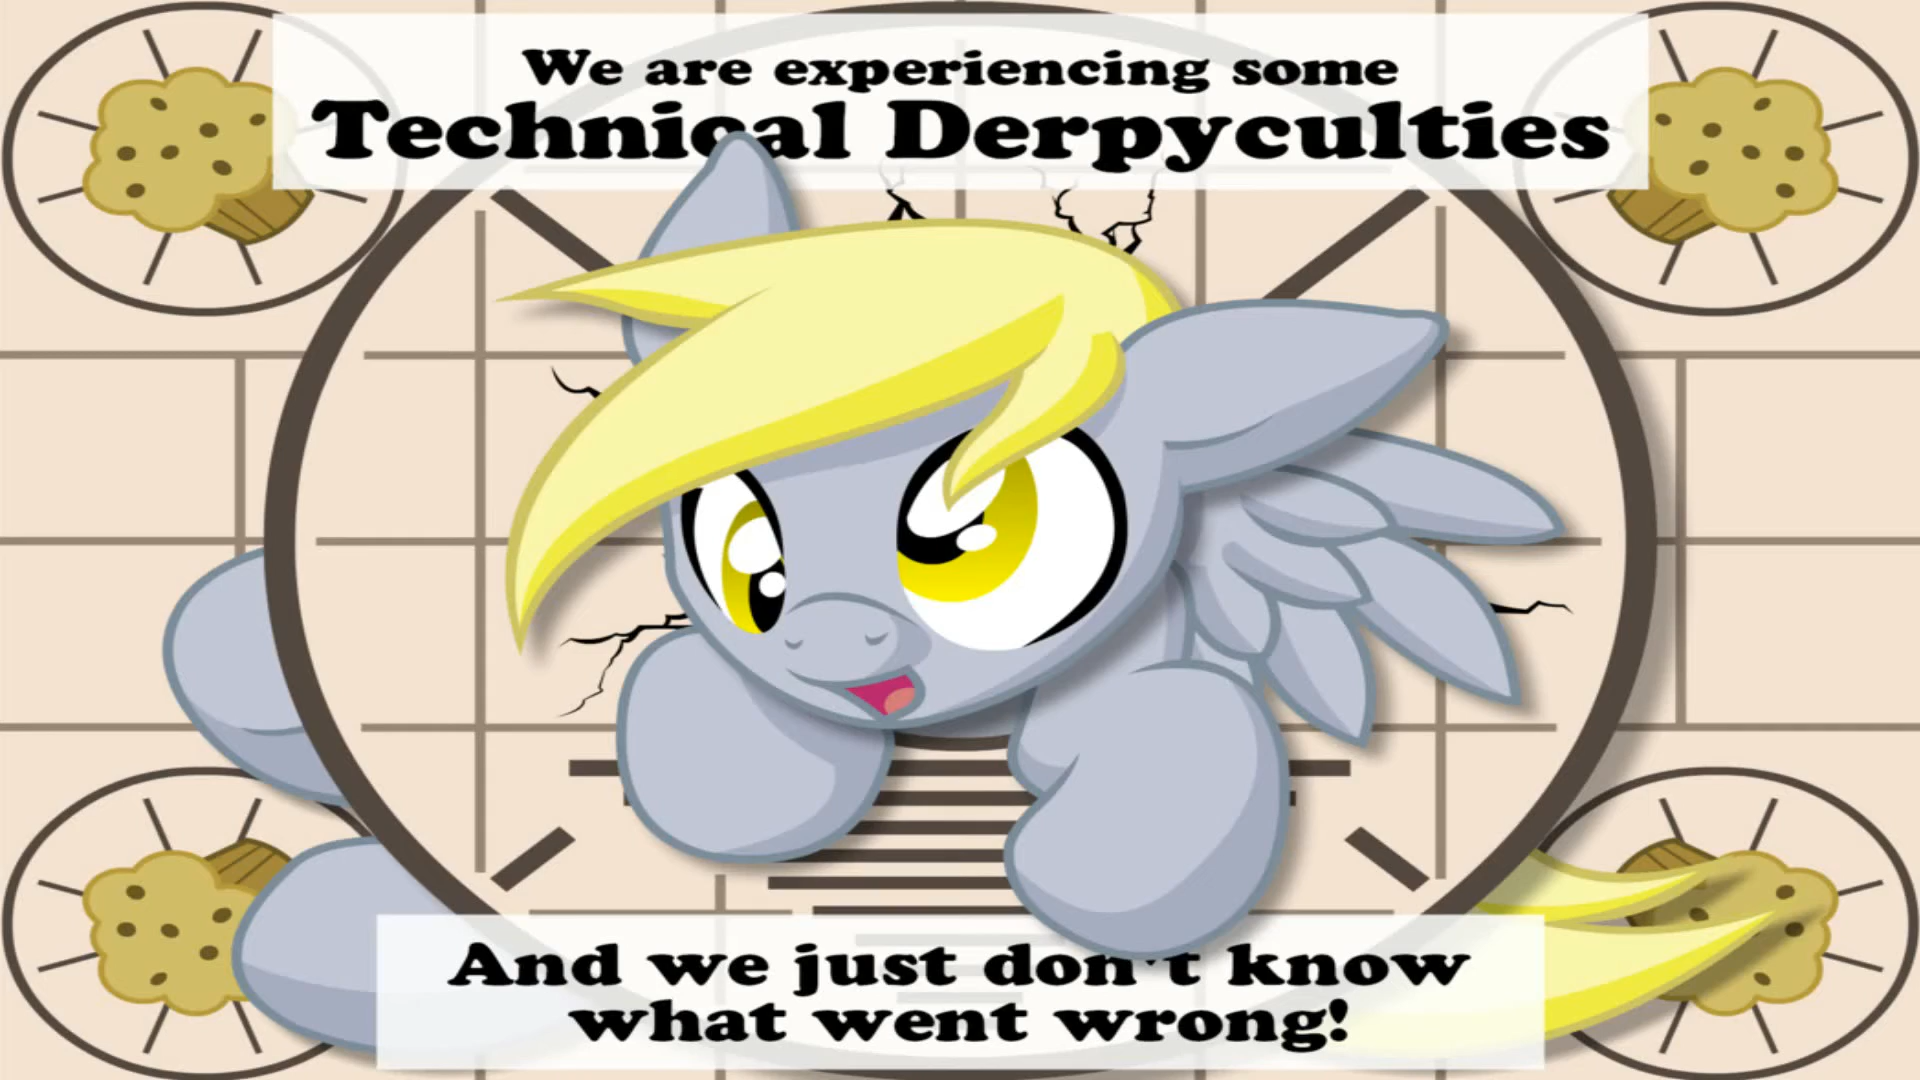 We are experiencing some
Technical Derpyculties
And we just don't know
what went wrong!